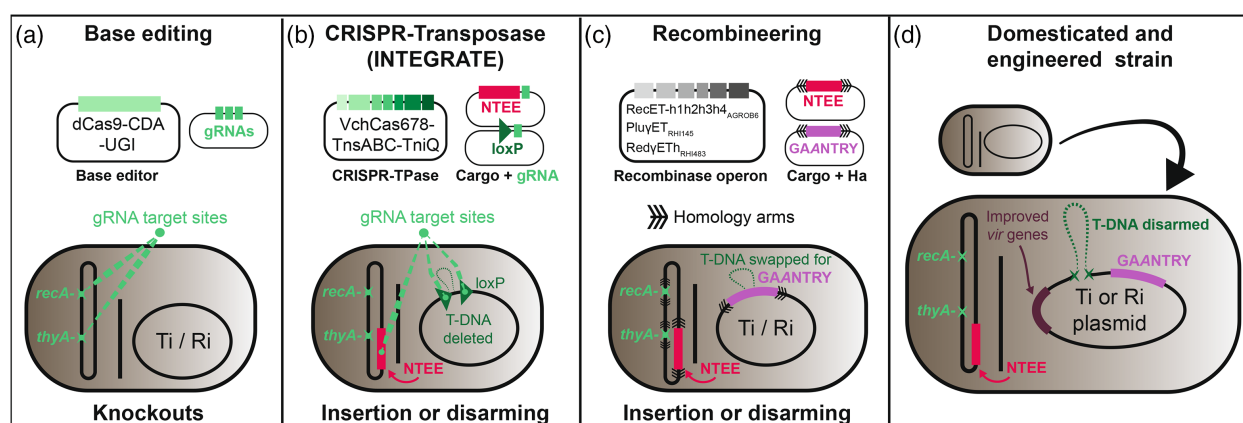 (a) Base editing
dCas9-CDA
-UGI
gRNAs
Base editor
gRNA target sites
recA-
thyA-
Ti / Ri
Knockouts
(b) CRISPR-Transposase
(INTEGRATE)
VchCas678-
TnsABC-TniQ
NTEE
loxP
CRISPR-TPase
Cargo + gRNA
gRNA target sites
recA-
loxP
thyA-
T-DNA
deleted
NTEE
Insertion or disarming
(c) Recombineering
RecET-h1h2h3h4AGROB6
PluγETRHI145
RedγEThRHI483
NTEE
GAANTRY
Recombinase operon
Cargo + Ha
Homology arms
T-DNA swapped for
GAANTRY
recA-
thyA-
Ti / Ri
NTEE
Insertion or disarming
(d) Domesticated and
engineered strain
Improved
vir genes
T-DNA disarmed
recA-
GAANTRY
thyA-
Ti or Ri
plasmid
NTEE